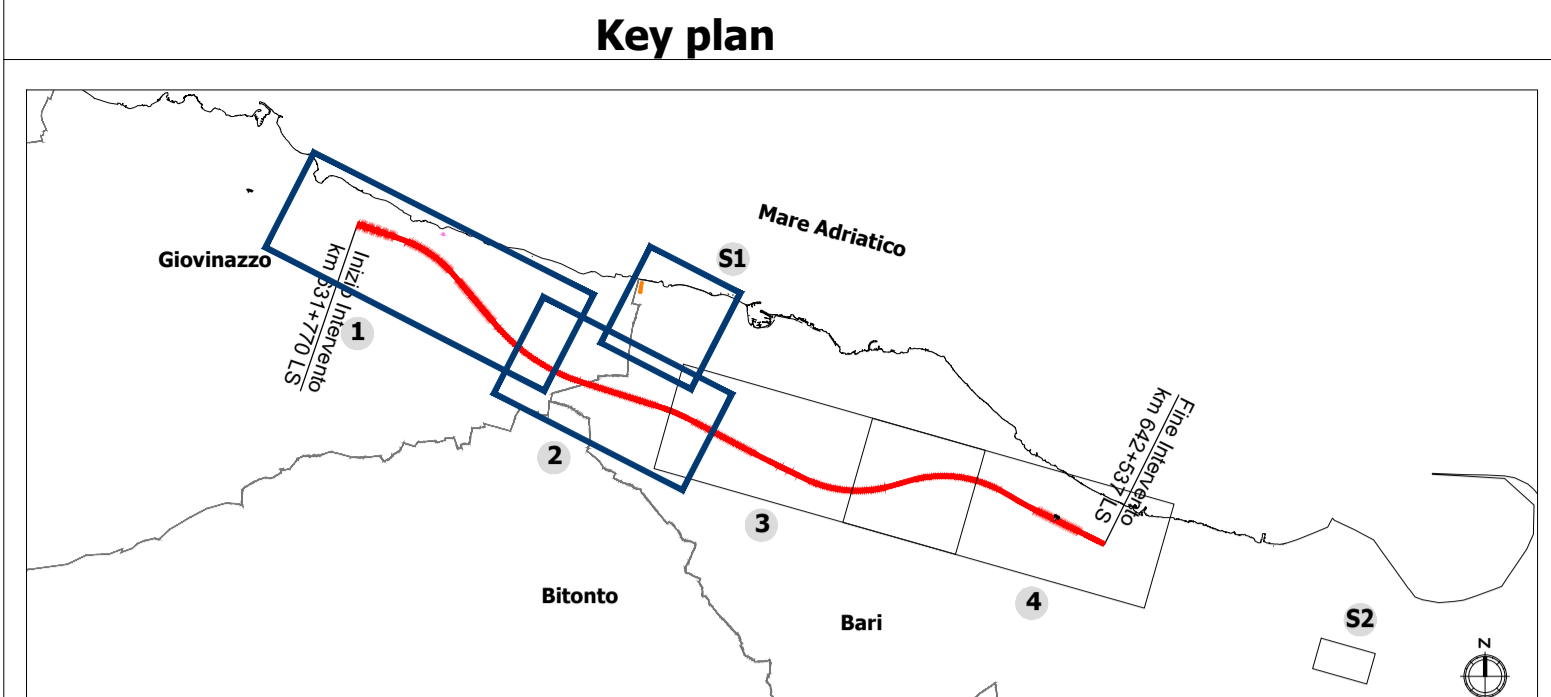 Key plan
Mare Adriatico
S1
Giovinazzo
Inizio Intervento
km 631+770 LS
1
2
Fine Intervento
km 642+537 LS
3
Bitonto
Bari
4
S2
N